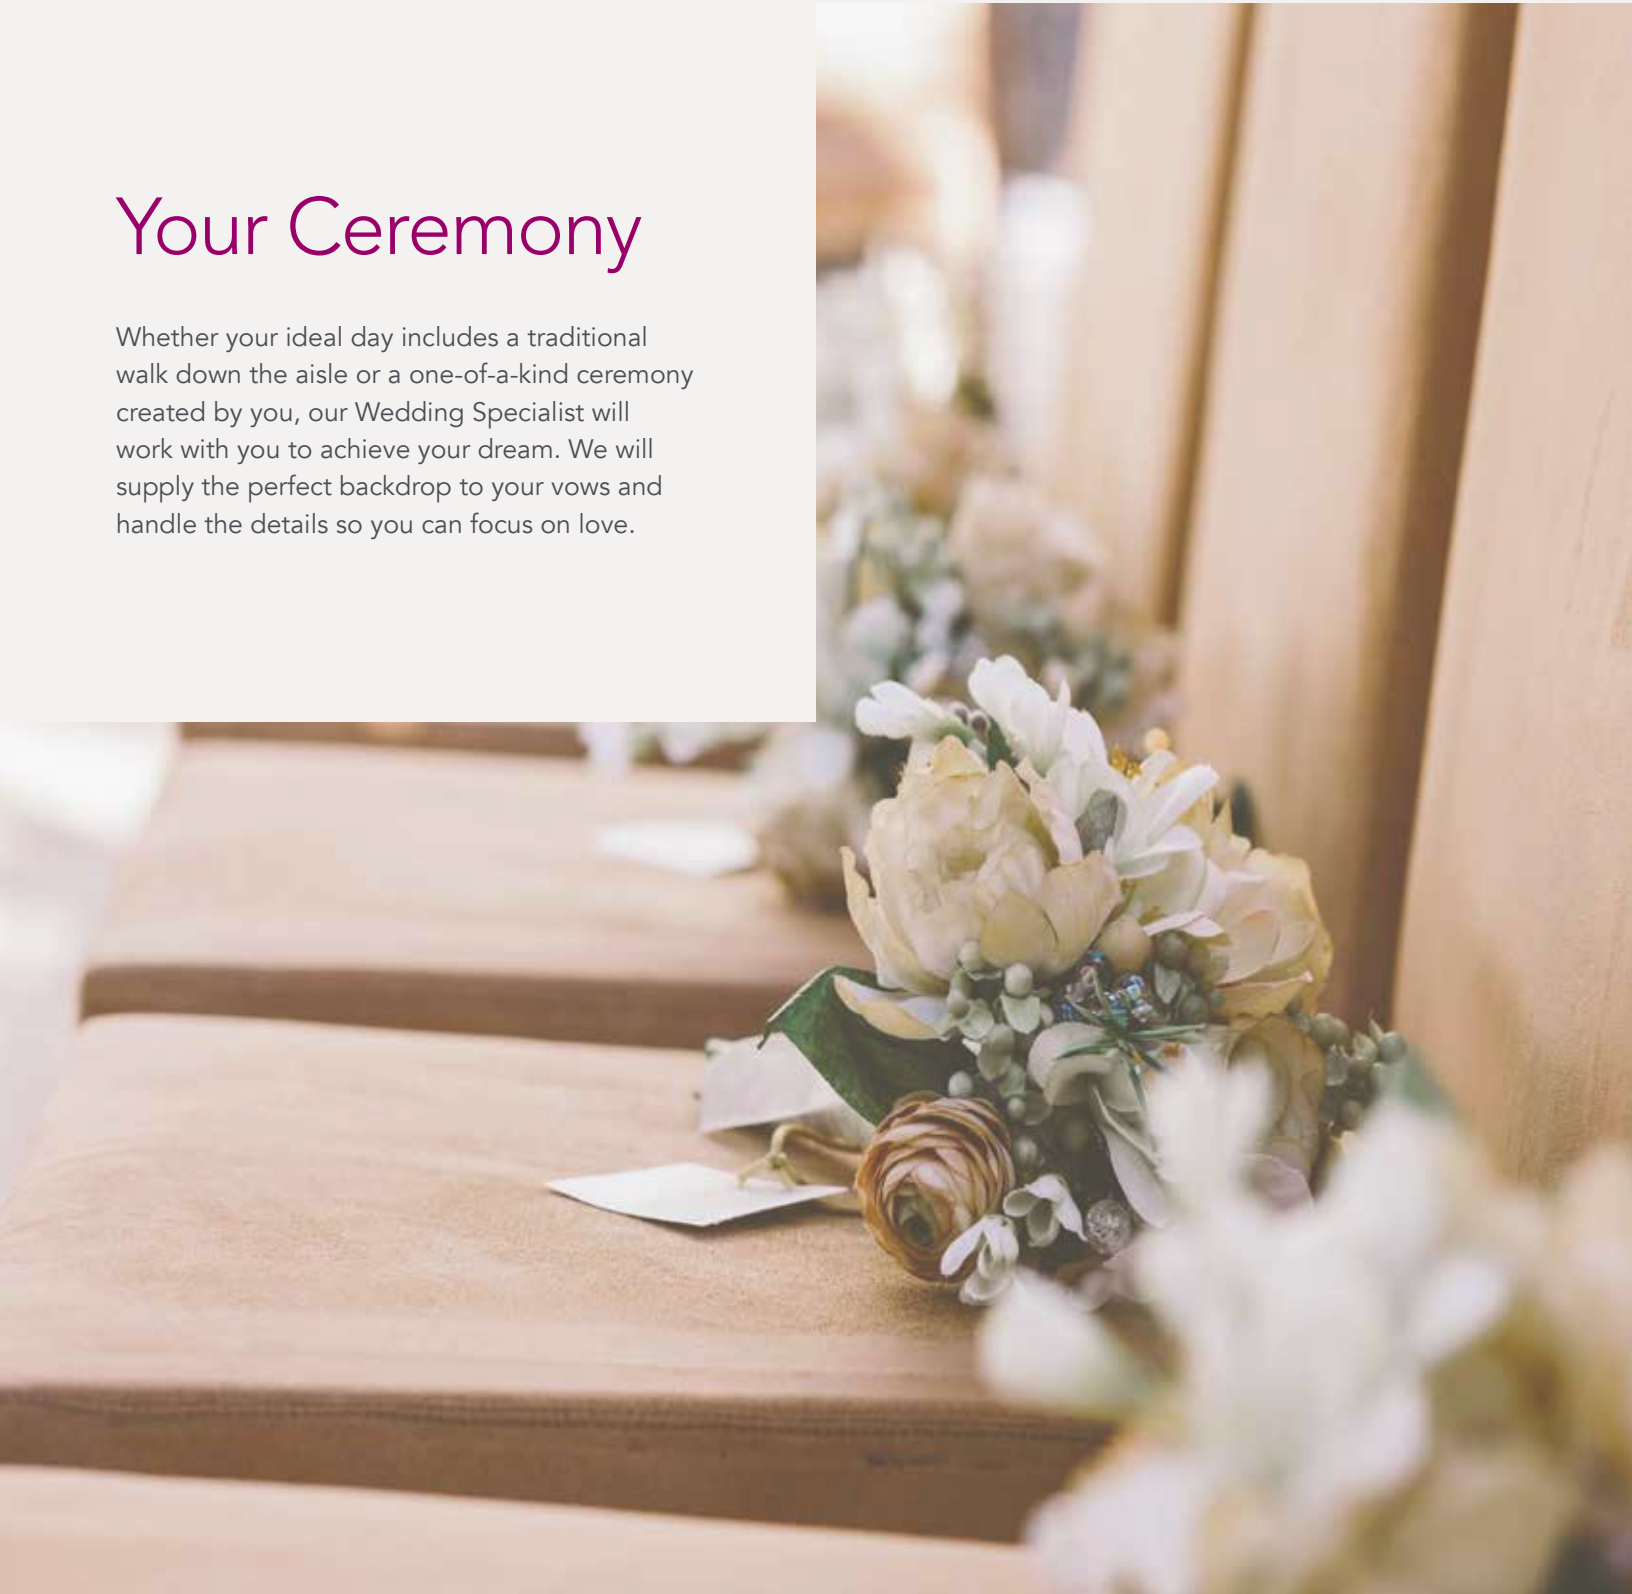 Your Ceremony
Whether your ideal day includes a traditional
walk down the aisle or a one-of-a-kind ceremony
created by you, our Wedding Specialist will
work with you to achieve your dream. We will
supply the perfect backdrop to your vows and
handle the details so you can focus on love.